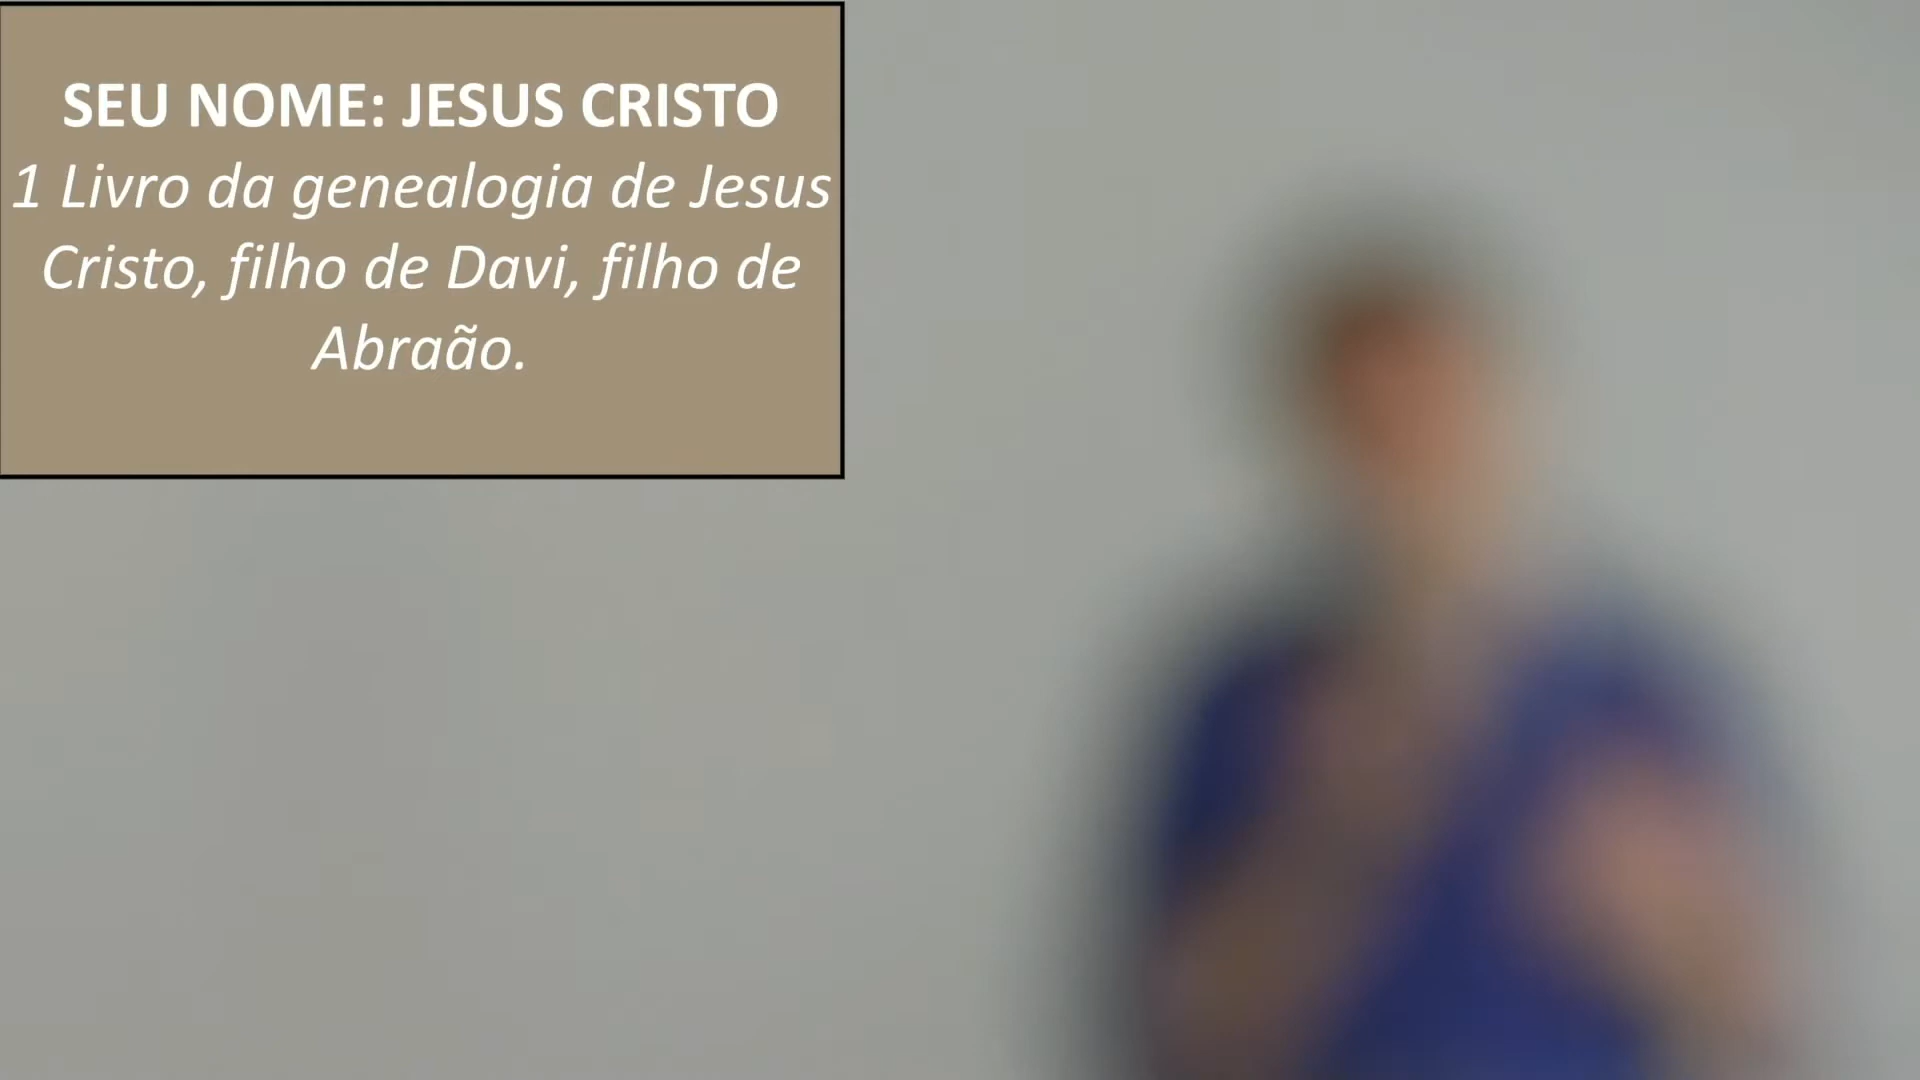 SEU NOME: JESUS CRISTO
1 Livro da genealogia de Jesus
Cristo, filho de Davi, filho de
Abraão.